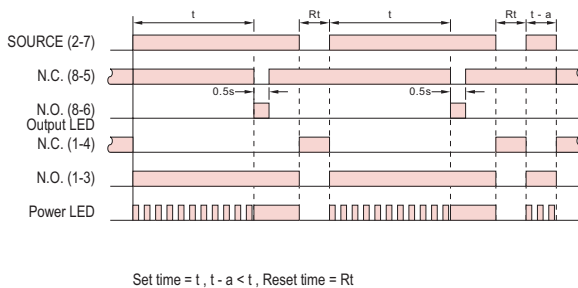 t Rt t Rt t - a
SOURCE (2-7)
N.C. (8-5)
0.5s 0.5s
N.O. (8-6)
Output LED
N.C. (1-4)
N.O. (1-3)
Power LED
Set time = t , t - a < t , Reset time = Rt